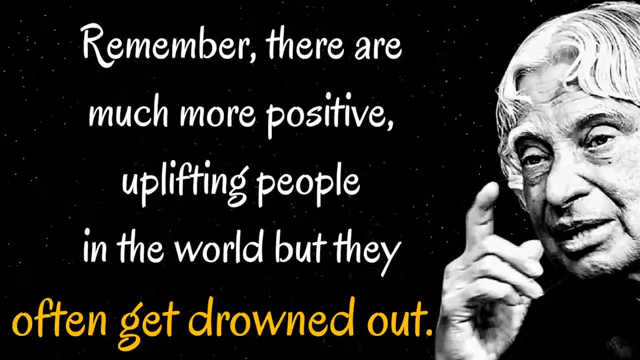 Remember, there are
much more positive,
uplifting people
in the world but they
often get drowned out.